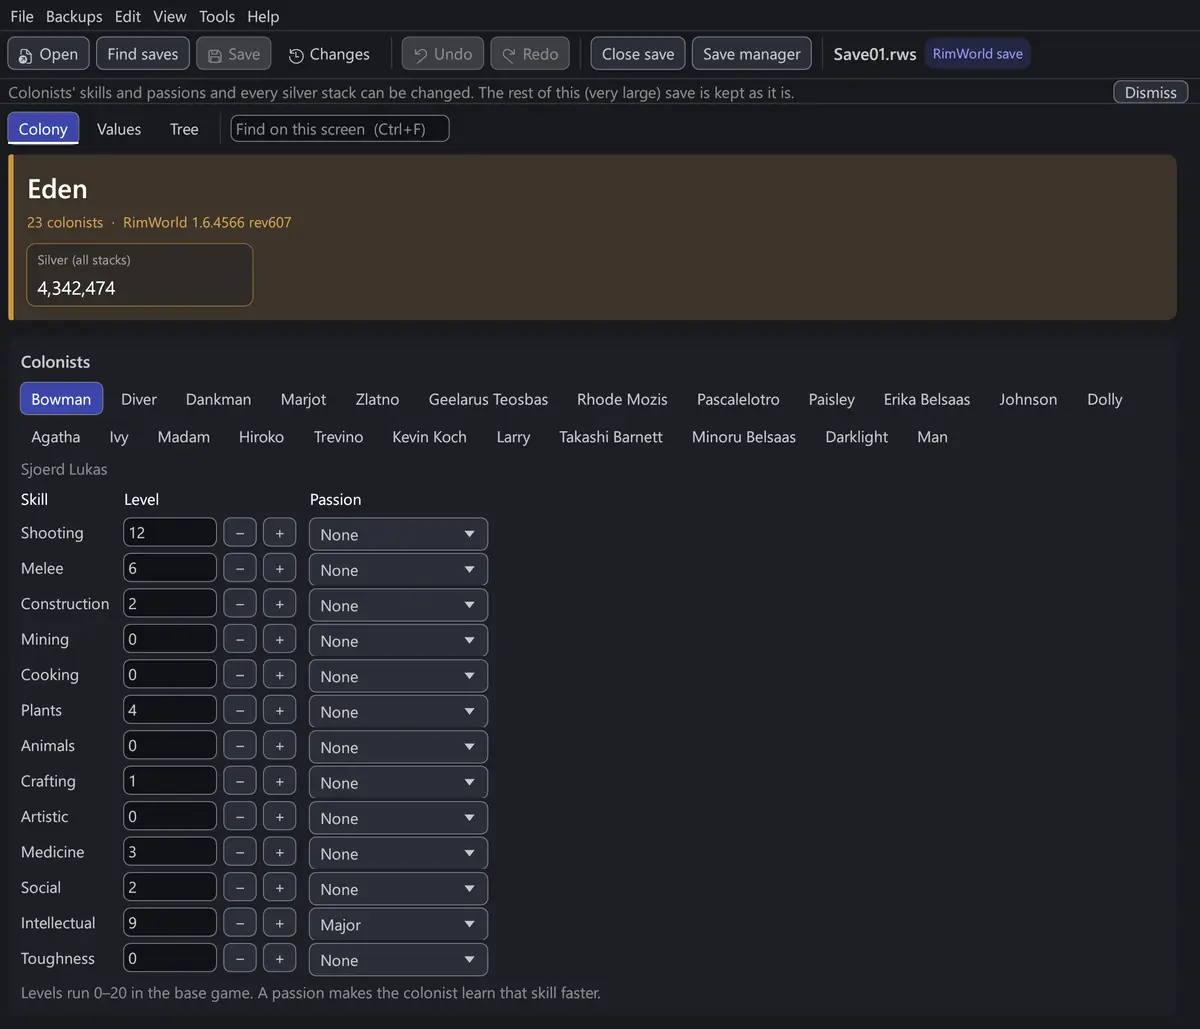 File Backups Edit View Tools Help
Open Find saves Save Changes Undo Redo Close save Save manager Save01.rws RimWorld save
Colonists' skills and passions and every silver stack can be changed. The rest of this (very large) save is kept as it is. Dismiss
Colony Values Tree Find on this screen (Ctrl+F)
Eden
23 colonists · RimWorld 1.6.4566 rev607
Silver (all stacks)
4,342,474
Colonists
Bowman Diver Dankman Marjot Zlatno Geelarus Teosbas Rhode Mozis Pascalelotro Paisley Erika Belsaas Johnson Dolly
Agatha Ivy Madam Hiroko Trevino Kevin Koch Larry Takashi Barnett Minoru Belsaas Darklight Man
Sjoerd Lukas
Skill Level Passion
Shooting 12 − + None
Melee 6 − + None
Construction 2 − + None
Mining 0 − + None
Cooking 0 − + None
Plants 4 − + None
Animals 0 − + None
Crafting 1 − + None
Artistic 0 − + None
Medicine 3 − + None
Social 2 − + None
Intellectual 9 − + Major
Toughness 0 − + None
Levels run 0–20 in the base game. A passion makes the colonist learn that skill faster.